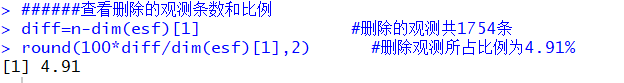 > ######查看删除的观测条数和比例
> diff=n-dim(esf)[1] #删除的观测共1754条
> round(100*diff/dim(esf)[1],2) #删除观测所占比例为4.91%
[1] 4.91